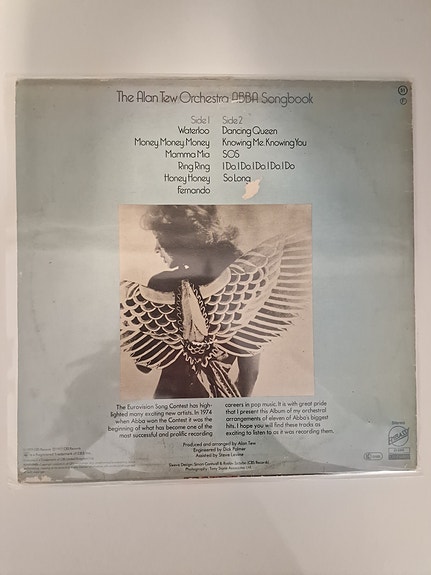 The Alan Tew Orchestra ABBA Songbook
Side 1
Waterloo
Money Money Money
Mamma Mia
Ring Ring
Honey Honey
Fernando
Side 2
Dancing Queen
Knowing Me Knowing You
SOS
I Do, I Do, I Do, I Do, I Do
So Long
The Eurovision Song Contest has high-
lighted many exciting new artists. In 1974
when Abba won the Contest it was the
beginning of what has become one of the
most successful and prolific recording
careers in pop music. It is with great pride
that I present this Album of my orchestral
arrangements of eleven of Abba's biggest
hits. I hope you will find these tracks as
exciting to listen to as it was recording them.
Produced and arranged by Alan Tew
Engineered by Dick Palmer
Assisted by Steve Levine
Stereo
EMBASSY